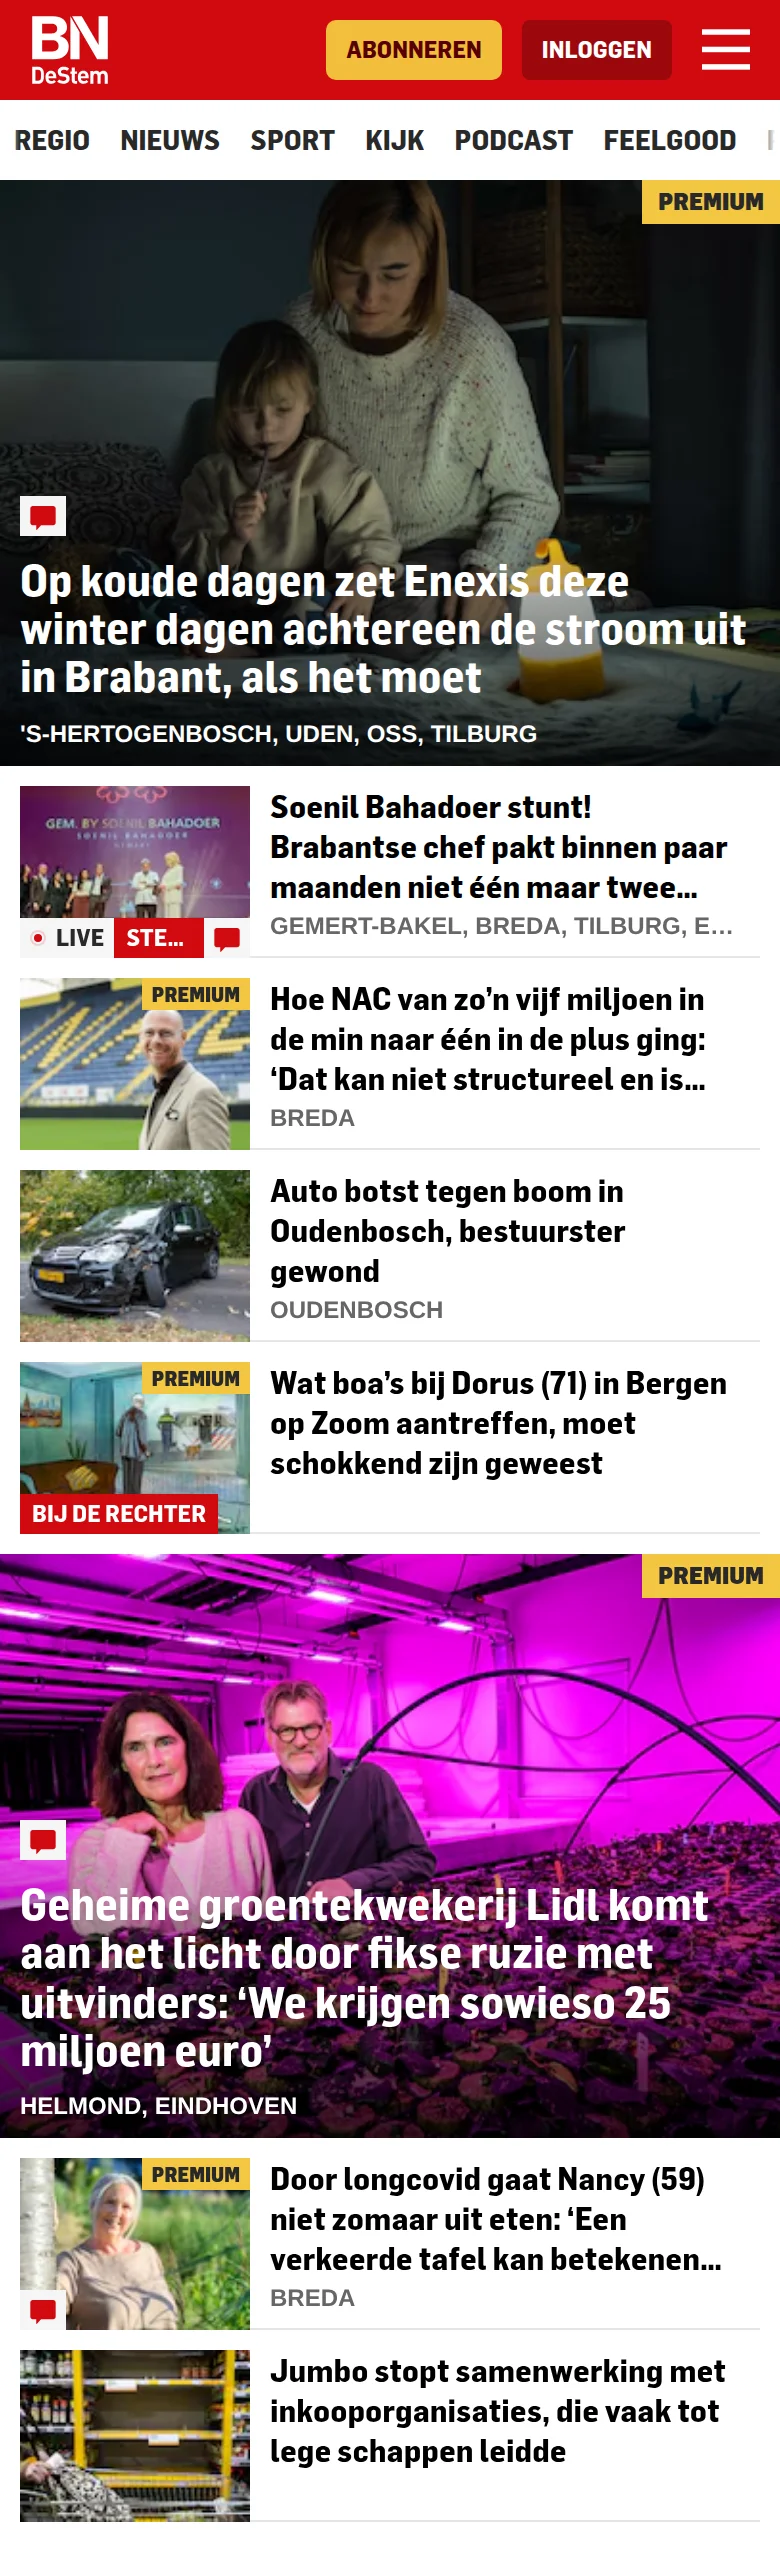 BN
DeStem
ABONNEREN
INLOGGEN
REGIO NIEUWS SPORT KIJK PODCAST FEELGOOD
PREMIUM
Op koude dagen zet Enexis deze
winter dagen achtereen de stroom uit
in Brabant, als het moet
'S-HERTOGENBOSCH, UDEN, OSS, TILBURG
GEM. BY SOENIL BAHADOER
SOENIL BAHADOER
LIVE STE...
Soenil Bahadoer stunt!
Brabantse chef pakt binnen paar
maanden niet één maar twee...
GEMERT-BAKEL, BREDA, TILBURG, E...
PREMIUM
Hoe NAC van zo’n vijf miljoen in
de min naar één in de plus ging:
‘Dat kan niet structureel en is...
BREDA
Auto botst tegen boom in
Oudenbosch, bestuurster
gewond
OUDENBOSCH
PREMIUM
BIJ DE RECHTER
Wat boa’s bij Dorus (71) in Bergen
op Zoom aantreffen, moet
schokkend zijn geweest
PREMIUM
Geheime groentekwekerij Lidl komt
aan het licht door fikse ruzie met
uitvinders: ‘We krijgen sowieso 25
miljoen euro’
HELMOND, EINDHOVEN
PREMIUM
Door longcovid gaat Nancy (59)
niet zomaar uit eten: ‘Een
verkeerde tafel kan betekenen...
BREDA
Jumbo stopt samenwerking met
inkooporganisaties, die vaak tot
lege schappen leidde